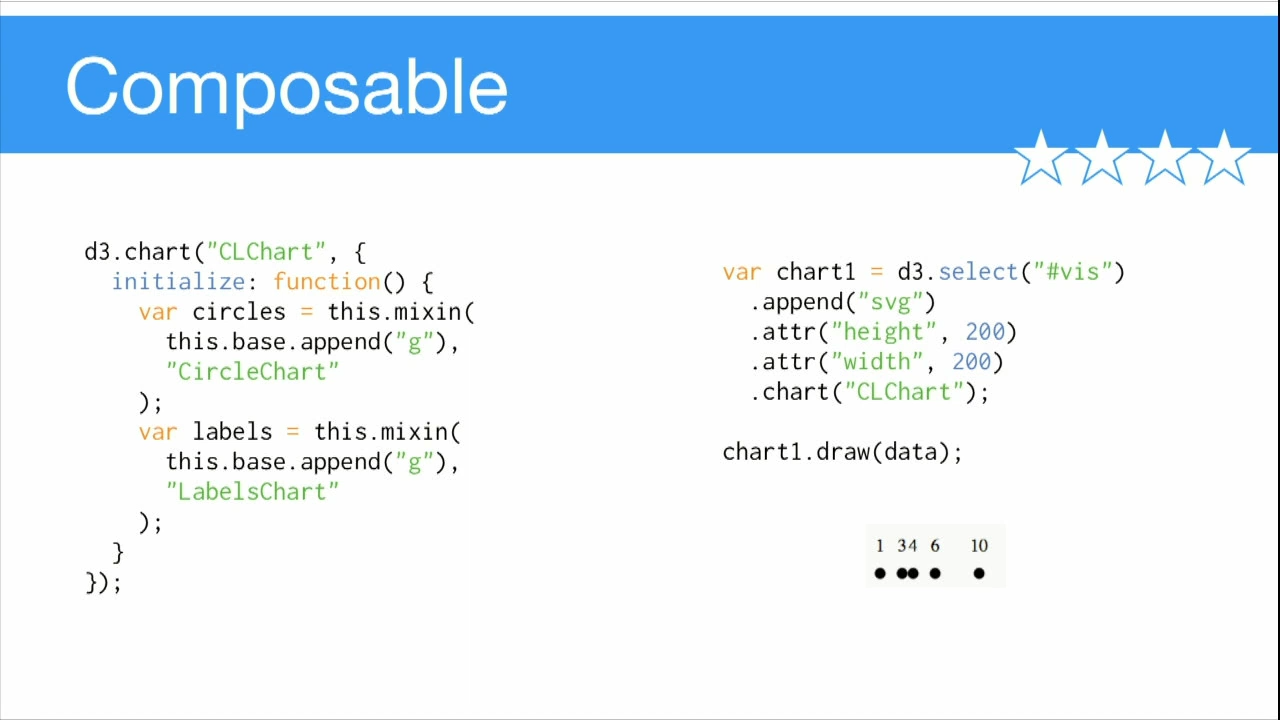 Composable
d3.chart("CLChart", {
initialize: function() {
var circles = this.mixin(
this.base.append("g"),
"CircleChart"
);
var labels = this.mixin(
this.base.append("g"),
"LabelsChart"
);
}
});
var chart1 = d3.select("#vis")
.append("svg")
.attr("height", 200)
.attr("width", 200)
.chart("CLChart");
chart1.draw(data);
1 3 4 6 10